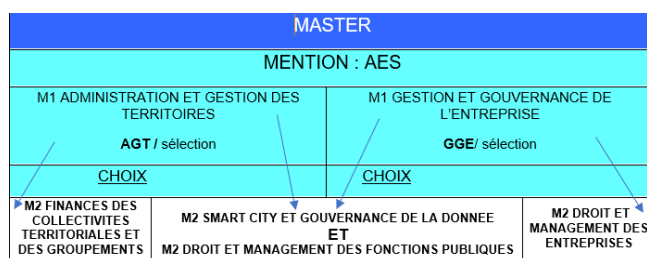 MASTER
MENTION : AES
M1 ADMINISTRATION ET GESTION DES
TERRITOIRES
AGT / sélection
M1 GESTION ET GOUVERNANCE DE
L'ENTREPRISE
GGE/ sélection
CHOIX
CHOIX
M2 FINANCES DES
COLLECTIVITES
TERRITORIALES ET
DES GROUPEMENTS
M2 SMART CITY ET GOUVERNANCE DE LA DONNEE
ET
M2 DROIT ET MANAGEMENT DES FONCTIONS PUBLIQUES
M2 DROIT ET
MANAGEMENT DES
ENTREPRISES